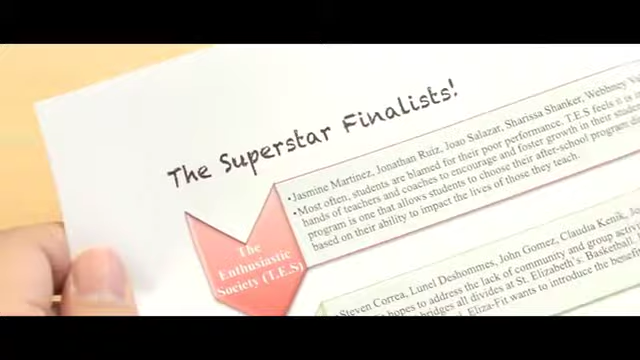 The Superstar Finalists!
The
Enthusiastic
Society (T.E.S)
•Jasmine Martinez, Jonathan Ruiz, Joao Salazar, Sharissa Shanker, Webbney
•Most often, students are blamed for their poor performance. T.E.S feels it is
hands of teachers and coaches to encourage and foster growth in their
program is one that allows students to choose their after-school program
based on their ability to impact the lives of those they teach.
Steven Correa, Lunel Deshommes, John Gomez, Claudia Kenik,
hopes to address the lack of community and group
bridges all divides at St. Elizabeth's. Basketball
Eliza-Fit wants to introduce the